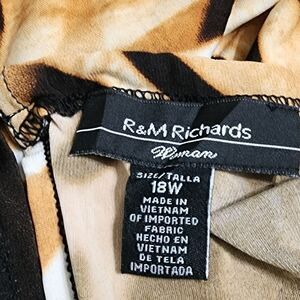 R&M Richards
Woman
SIZE/TALLA
18W
MADE IN
VIETNAM
OF IMPORTED
FABRIC
HECHO EN
VIETNAM
DE TELA
IMPORTADA